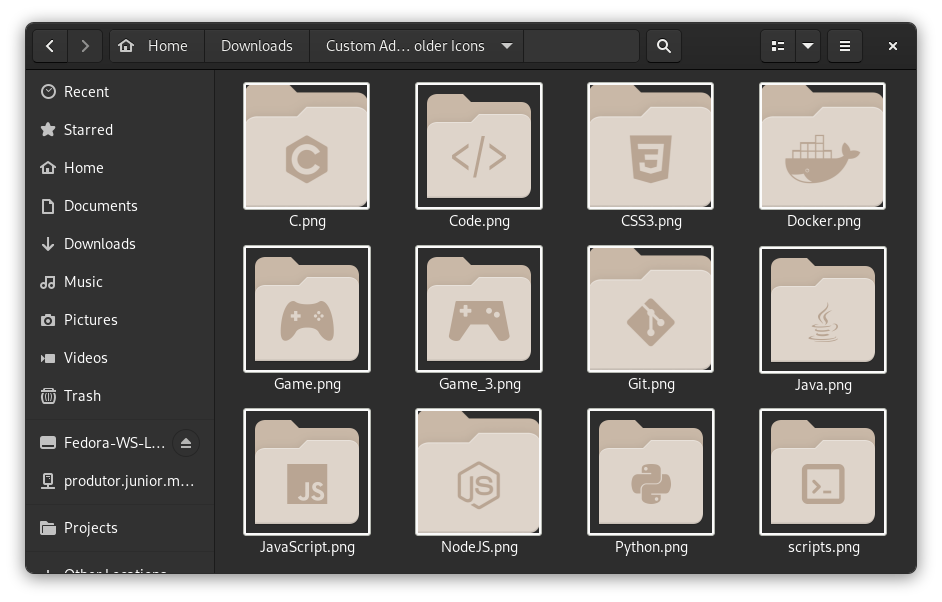 Home
Downloads
Custom Ad... older Icons
Recent
Starred
Home
Documents
Downloads
Music
Pictures
Videos
Trash
Fedora-WS-L...
produtor.junior.m...
Projects
Other Locations
C.png
Code.png
CSS3.png
Docker.png
Game.png
Game_3.png
Git.png
Java.png
JS
JS
JavaScript.png
NodeJS.png
Python.png
scripts.png